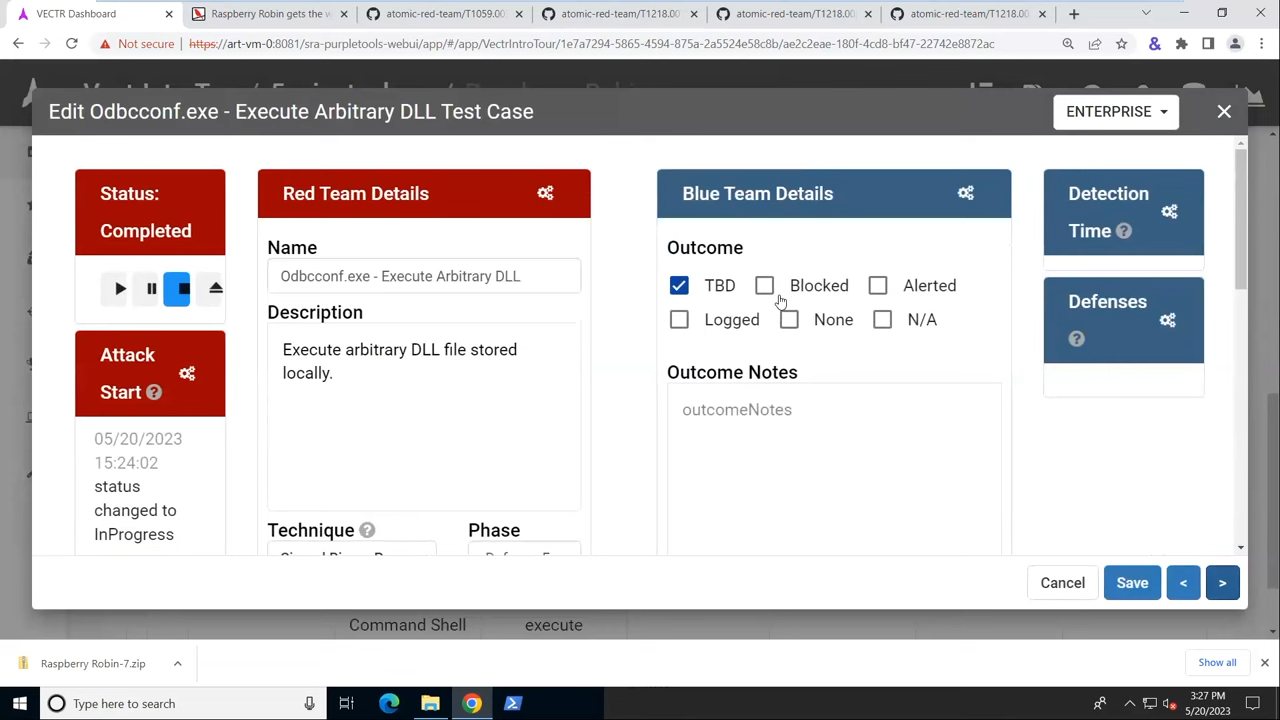 VECTR Dashboard
Raspberry Robin gets the w
atomic-red-team/T1059.00
atomic-red-team/T1218.00
atomic-red-team/T1218.00
atomic-red-team/T1218.00
Not secure
https://art-vm-0:8081/sra-purpletools-webui/app/#/app/VectrIntroTour/1e7a7294-5865-4594-875a-2a5524e58c8b/ae2c2eae-180f-4cd8-bf47-22742e8872ac
Edit Odbcconf.exe - Execute Arbitrary DLL Test Case
ENTERPRISE
Status:
Completed
Attack
Start
05/20/2023
15:24:02
status
changed to
InProgress
Red Team Details
Name
Odbcconf.exe - Execute Arbitrary DLL
Description
Execute arbitrary DLL file stored
locally.
Technique
Phase
Blue Team Details
Outcome
TBD
Blocked
Alerted
Logged
None
N/A
Outcome Notes
outcomeNotes
Detection
Time
Defenses
Cancel
Save
<
>
Command Shell
execute
Raspberry Robin-7.zip
Show all
Type here to search
3:27 PM
5/20/2023